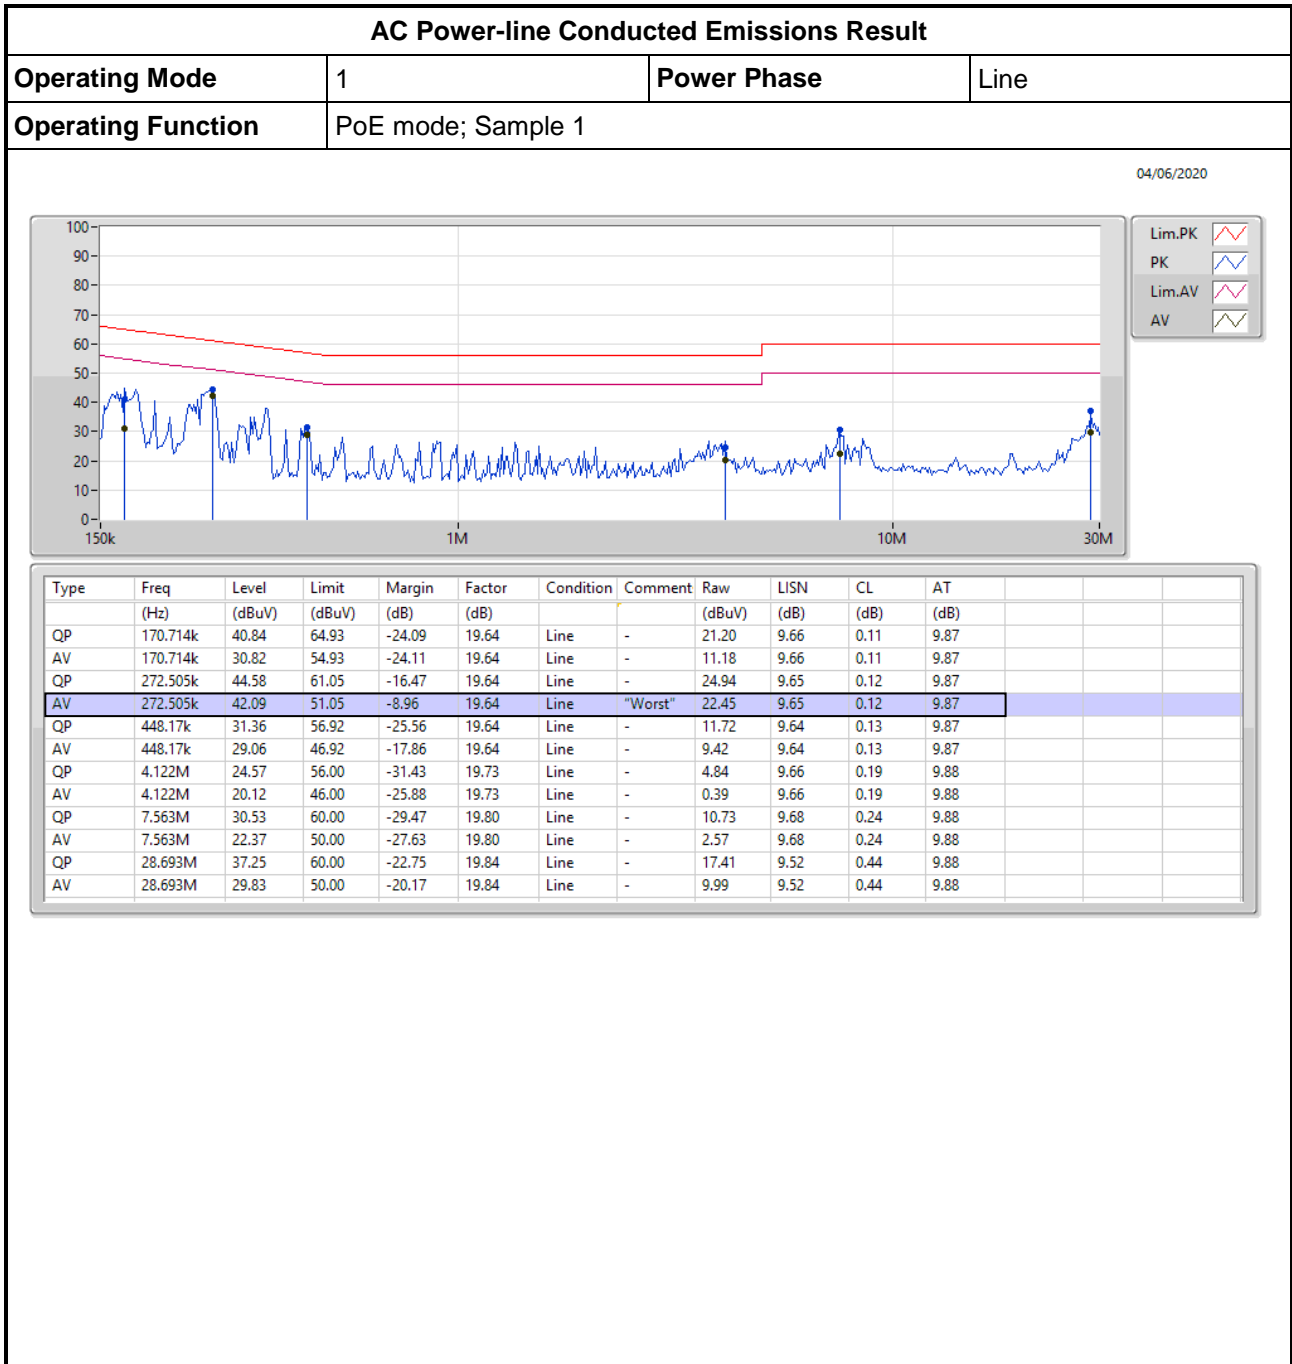 AC Power-line Conducted Emissions Result
Operating Mode 1 Power Phase Line
Operating Function PoE mode; Sample 1
04/06/2020
100
90
80
70
60
50
40
30
20
10
0
150k 1M 10M 30M
Lim.PK
PK
Lim.AV
AV
Type Freq Level Limit Margin Factor Condition Comment Raw LISN CL AT
(Hz) (dBuV) (dBuV) (dB) (dB) (dBuV) (dB) (dB) (dB)
QP 170.714k 40.84 64.93 -24.09 19.64 Line - 21.20 9.66 0.11 9.87
AV 170.714k 30.82 54.93 -24.11 19.64 Line - 11.18 9.66 0.11 9.87
QP 272.505k 44.58 61.05 -16.47 19.64 Line - 24.94 9.65 0.12 9.87
AV 272.505k 42.09 51.05 -8.96 19.64 Line "Worst" 22.45 9.65 0.12 9.87
QP 448.17k 31.36 56.92 -25.56 19.64 Line - 11.72 9.64 0.13 9.87
AV 448.17k 29.06 46.92 -17.86 19.64 Line - 9.42 9.64 0.13 9.87
QP 4.122M 24.57 56.00 -31.43 19.73 Line - 4.84 9.66 0.19 9.88
AV 4.122M 20.12 46.00 -25.88 19.73 Line - 0.39 9.66 0.19 9.88
QP 7.563M 30.53 60.00 -29.47 19.80 Line - 10.73 9.68 0.24 9.88
AV 7.563M 22.37 50.00 -27.63 19.80 Line - 2.57 9.68 0.24 9.88
QP 28.693M 37.25 60.00 -22.75 19.84 Line - 17.41 9.52 0.44 9.88
AV 28.693M 29.83 50.00 -20.17 19.84 Line - 9.99 9.52 0.44 9.88